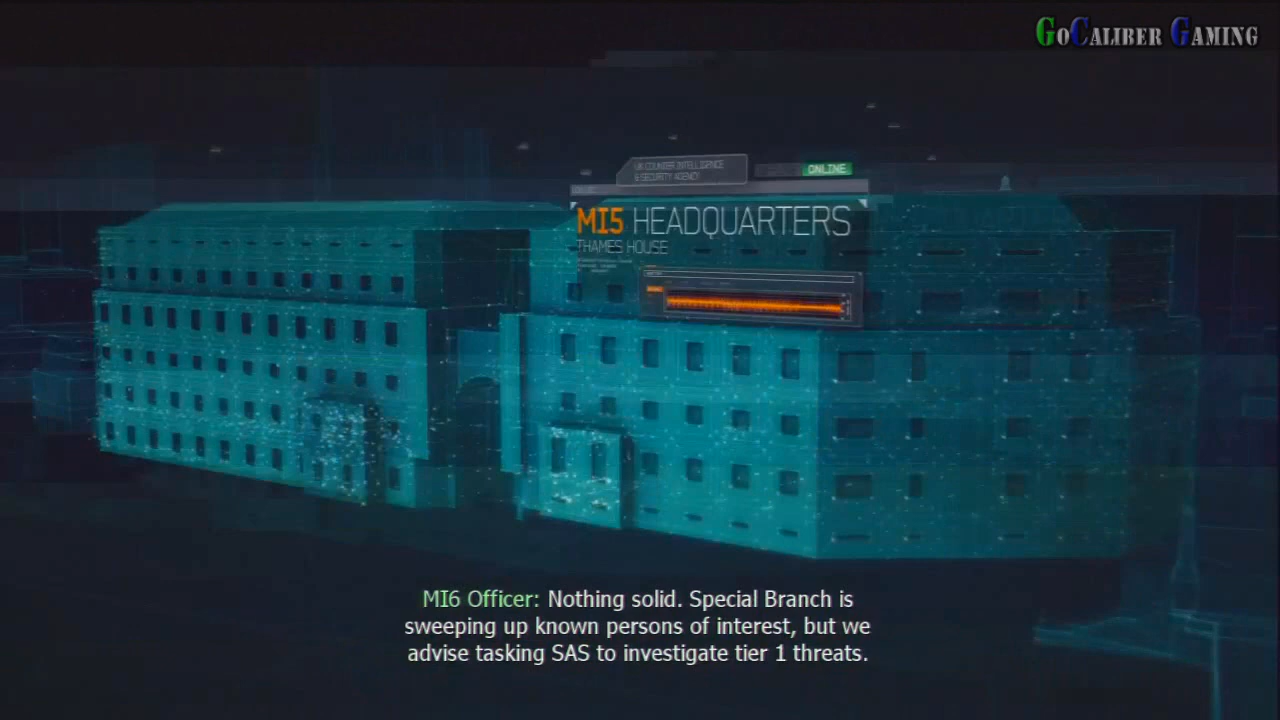 GoCaliber Gaming
UK COUNTER INTELLIGENCE
& SECURITY AGENCY
ONLINE
MI5 HEADQUARTERS
THAMES HOUSE
MI6 Officer: Nothing solid. Special Branch is
sweeping up known persons of interest, but we
advise tasking SAS to investigate tier 1 threats.